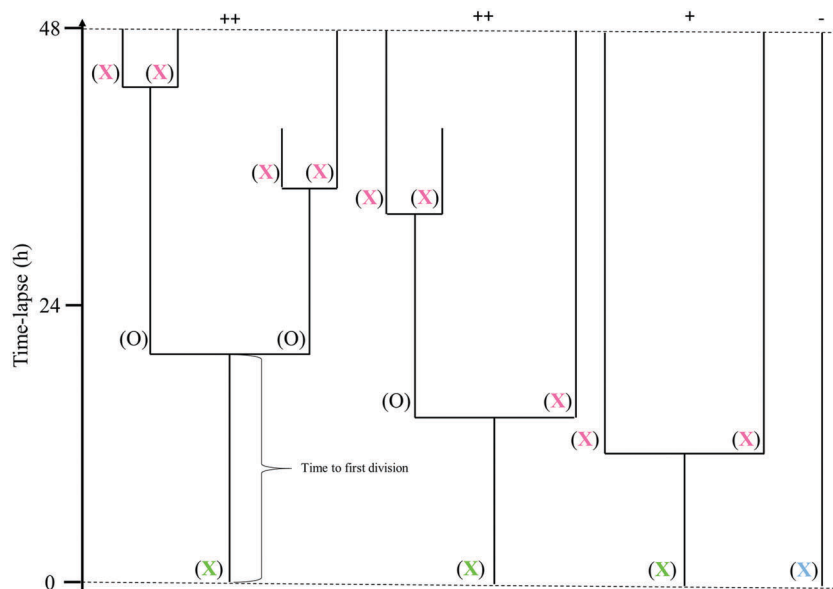 ++ ++ + -
48
(X) (X)
(X) (X)
(X) (X)
Time-lapse (h)
24
(O) (O)
(O) (X)
(X) (X)
Time to first division
(X) (X) (X) (X)
0